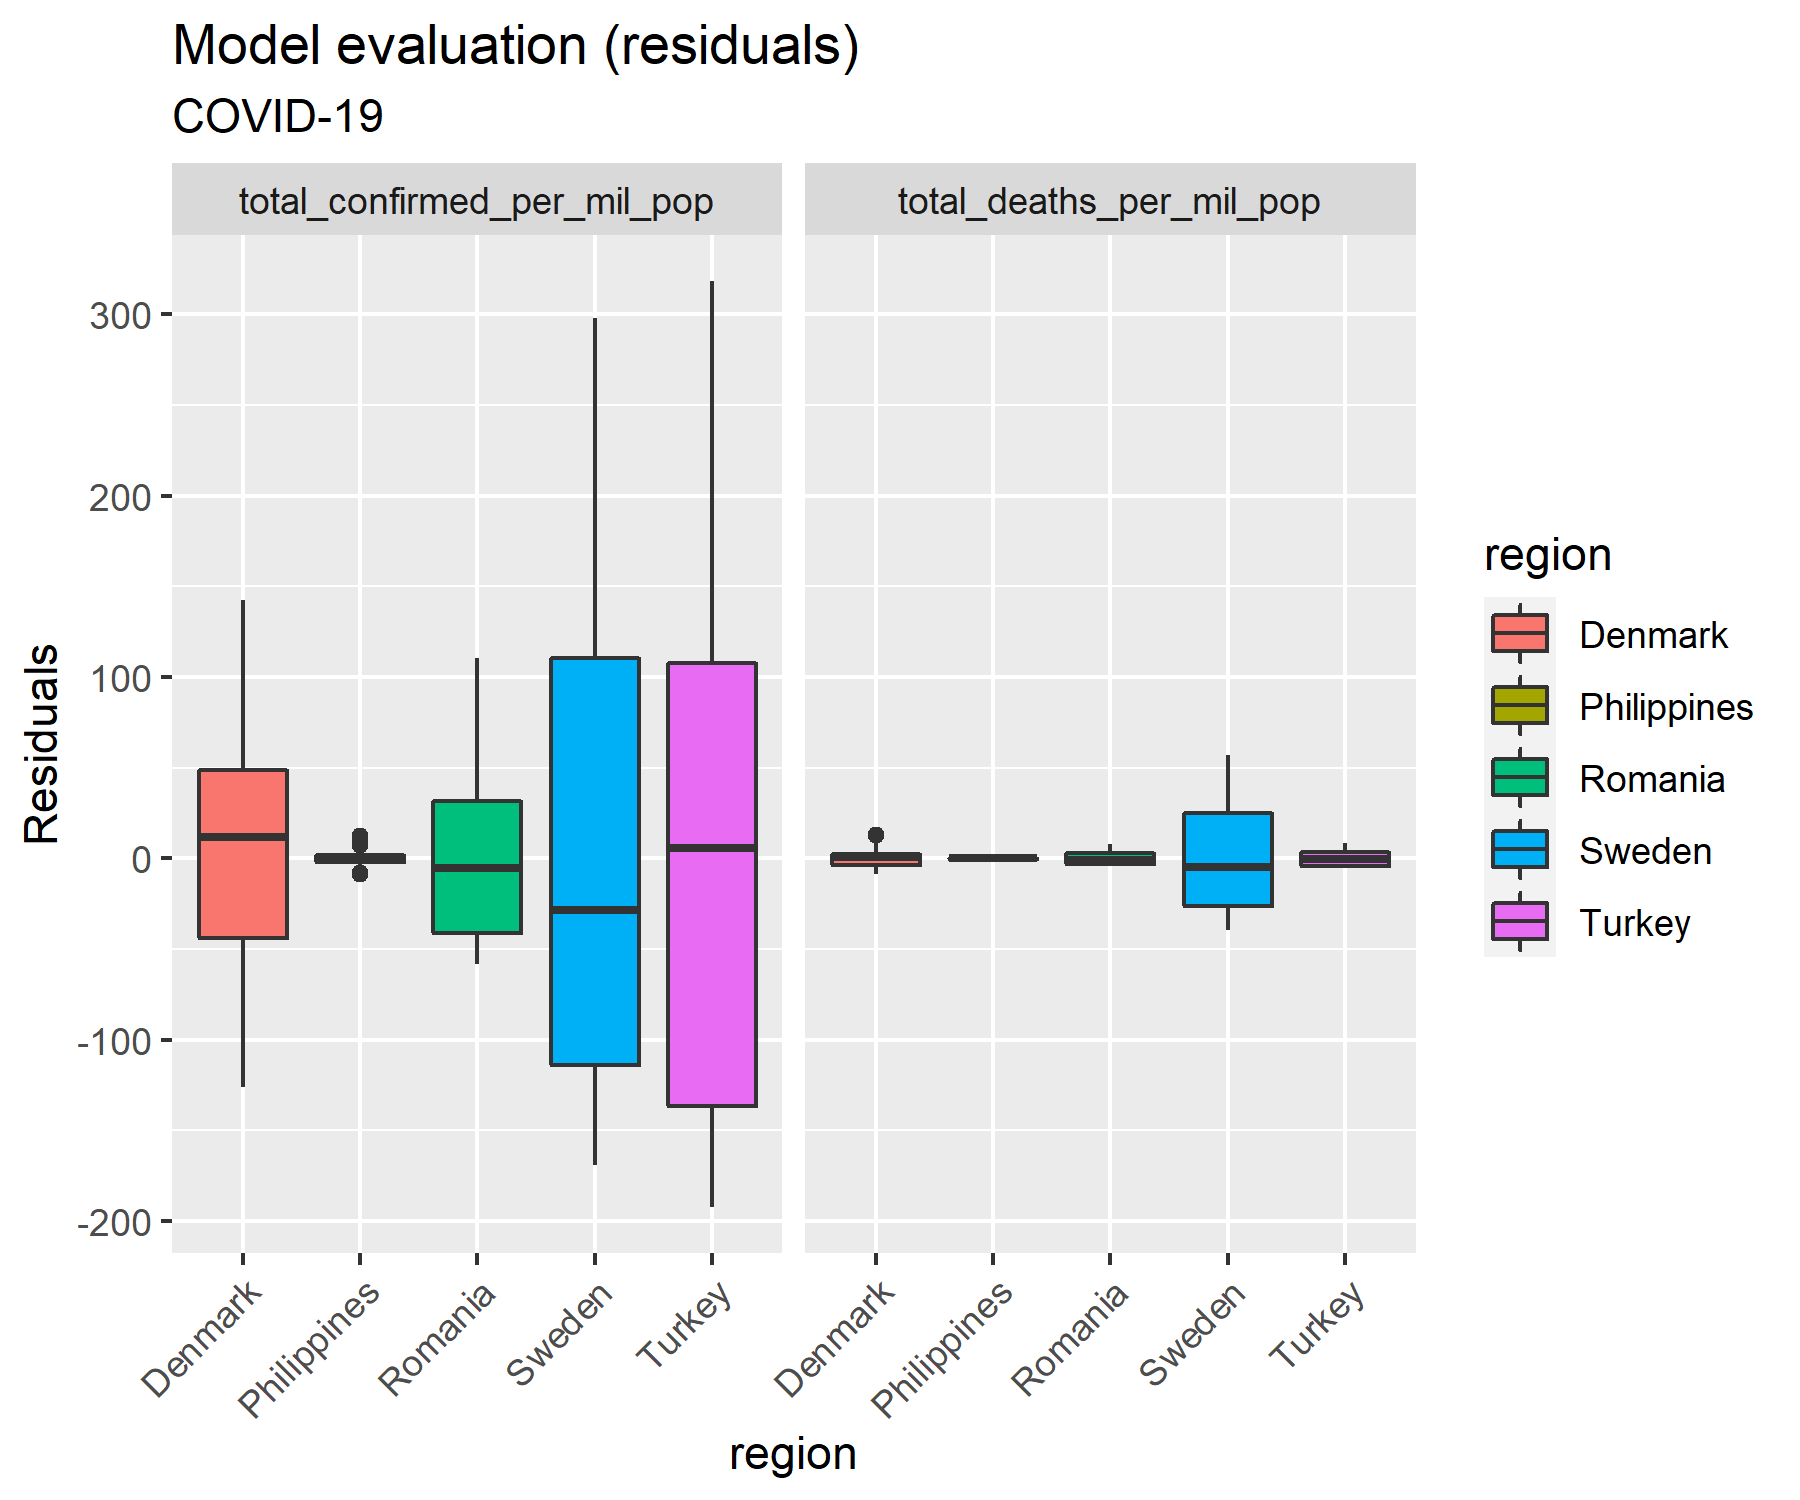 Model evaluation (residuals)
COVID-19
total_confirmed_per_mil_pop
total_deaths_per_mil_pop
Residuals
300
200
100
0
-100
-200
Denmark
Philippines
Romania
Sweden
Turkey
Denmark
Philippines
Romania
Sweden
Turkey
region
region
Denmark
Philippines
Romania
Sweden
Turkey